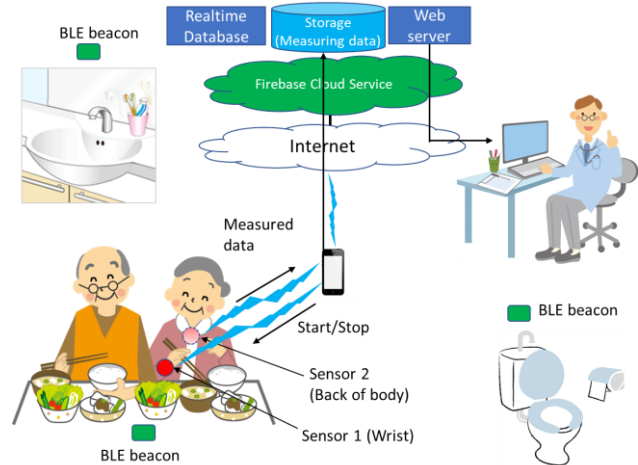 BLE beacon
Realtime
Database
Storage
(Measuring data)
Web
server
Firebase Cloud Service
Internet
Measured
data
Start/Stop
Sensor 2
(Back of body)
Sensor 1 (Wrist)
BLE beacon
BLE beacon